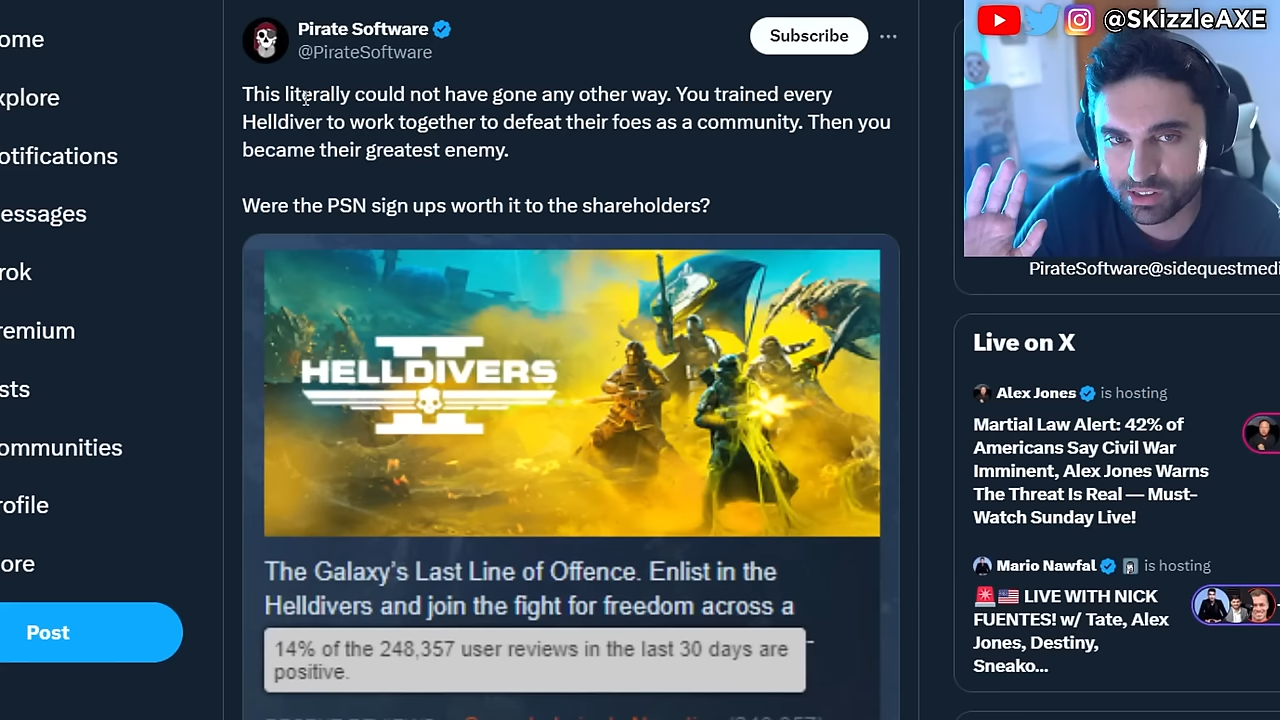 ome
xplore
otifications
essages
rok
remium
sts
ommunities
rofile
ore
Post
Pirate Software
@PirateSoftware
Subscribe
This literally could not have gone any other way. You trained every
Helldiver to work together to defeat their foes as a community. Then you
became their greatest enemy.
Were the PSN sign ups worth it to the shareholders?
HELLDIVERS
II
The Galaxy's Last Line of Offence. Enlist in the
Helldivers and join the fight for freedom across a
14% of the 248,357 user reviews in the last 30 days are
positive.
@SKizzleAXE
PirateSoftware@sidequestmedi
Live on X
Alex Jones is hosting
Martial Law Alert: 42% of
Americans Say Civil War
Imminent, Alex Jones Warns
The Threat Is Real — Must-
Watch Sunday Live!
Mario Nawfal is hosting
🚨🇺🇸 LIVE WITH NICK
FUENTES! w/ Tate, Alex
Jones, Destiny,
Sneako...